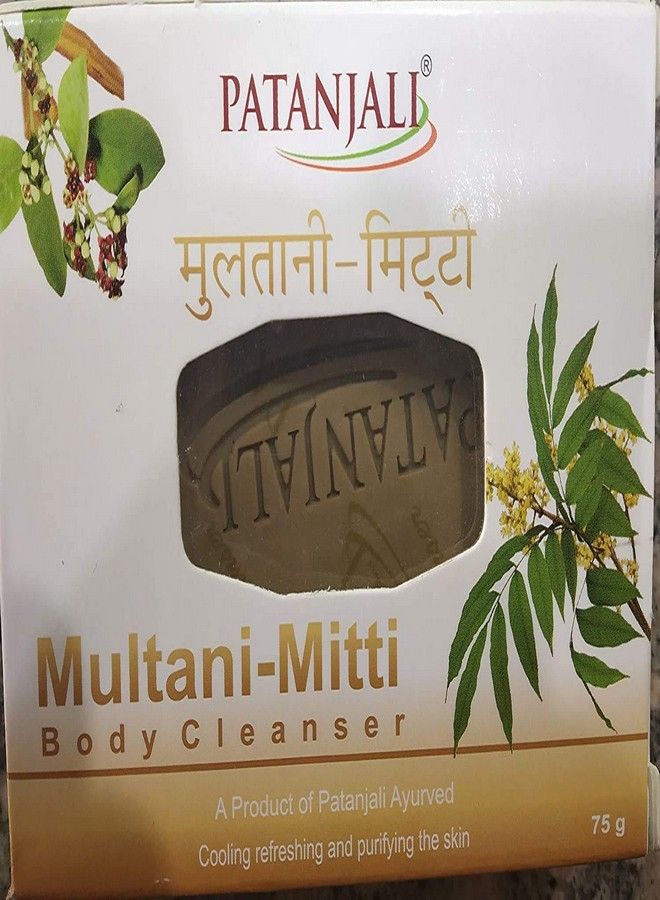 PATANJALI®
मुलतानी-मिट्टी
PATANJALI
Multani-Mitti
Body Cleanser
A Product of Patanjali Ayurved
Cooling refreshing and purifying the skin
75 g